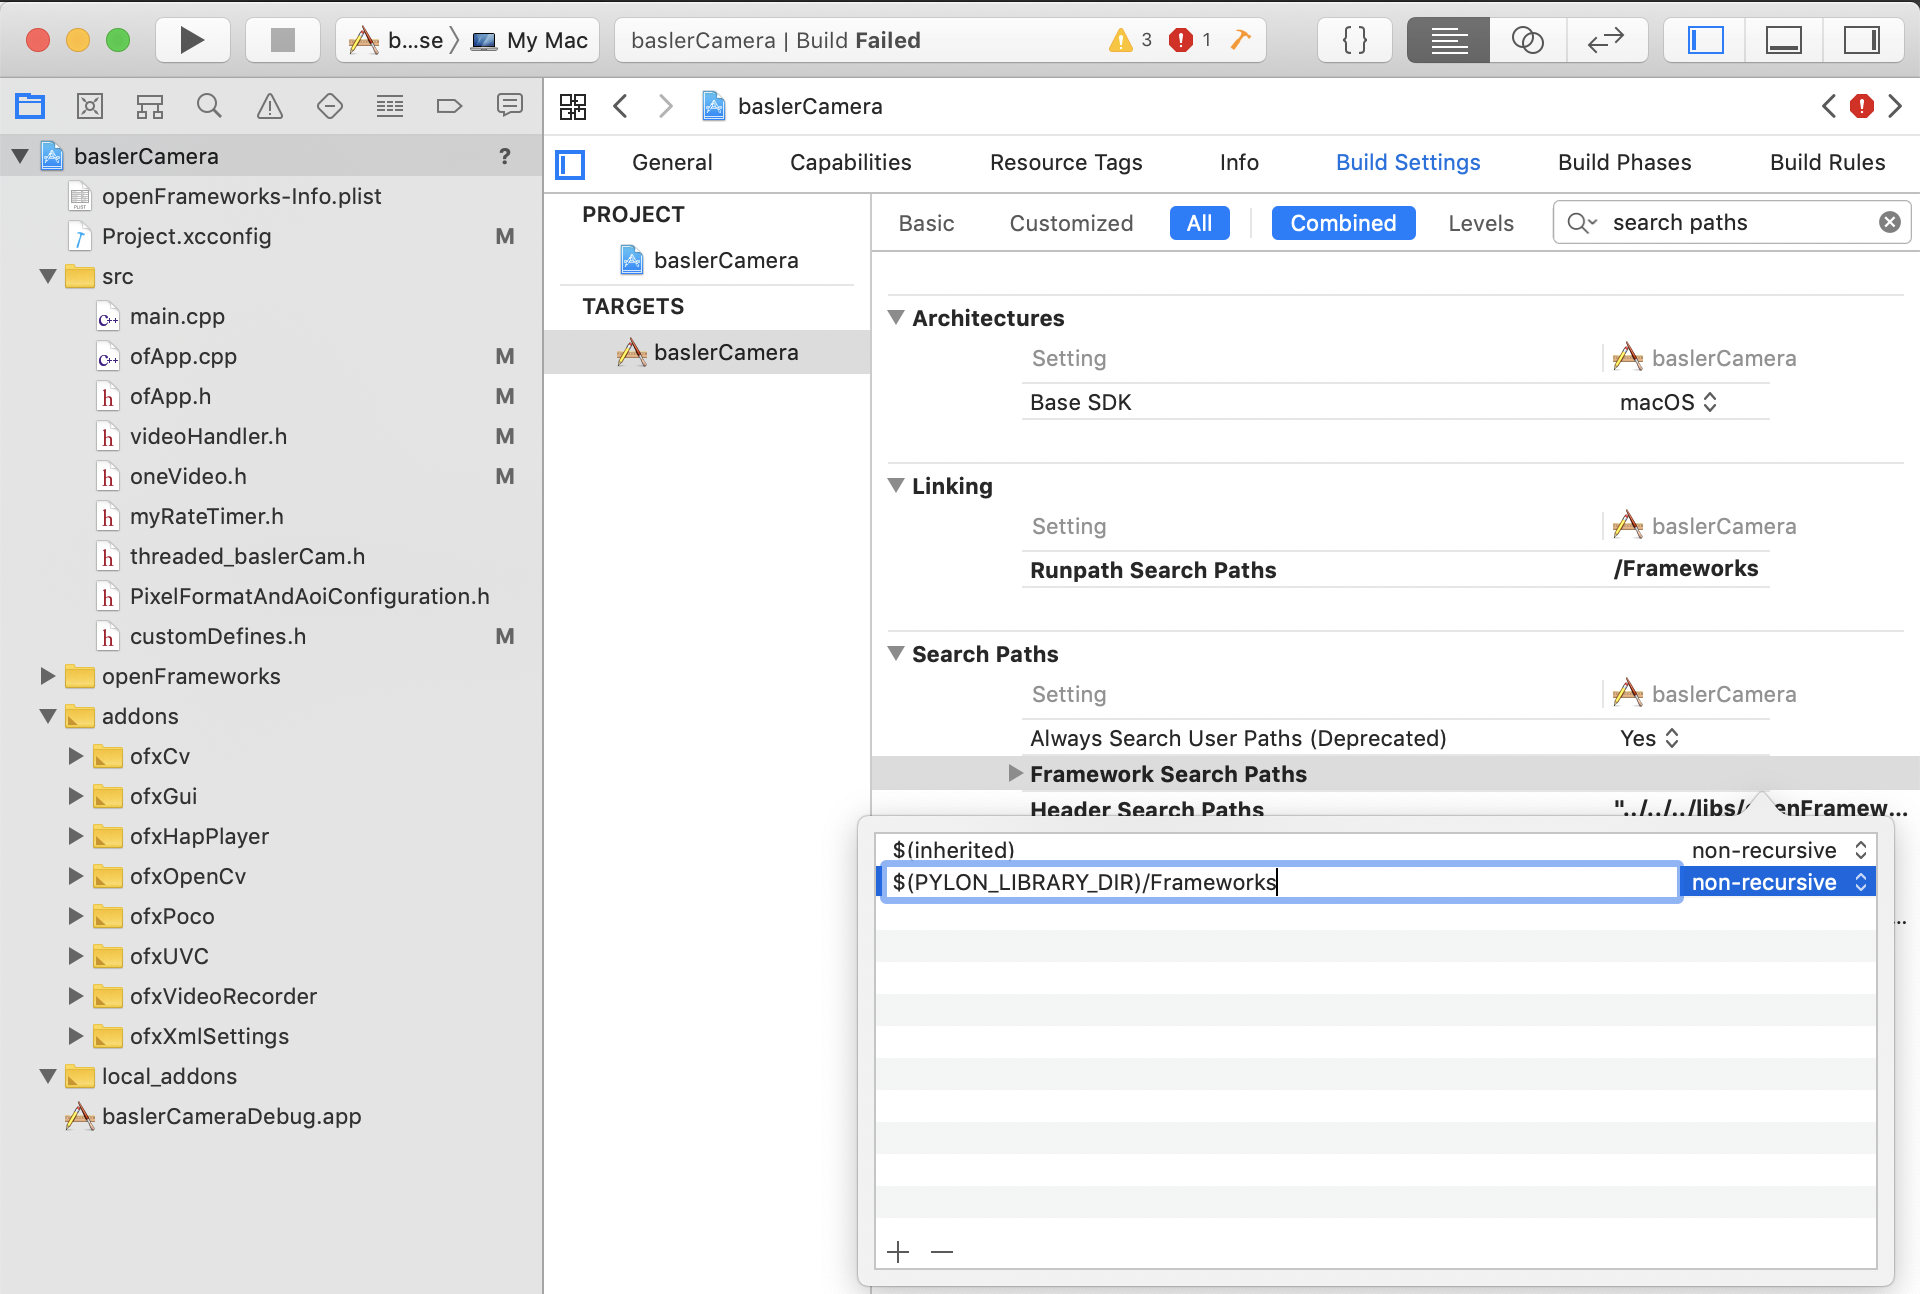 b...se
My Mac
baslerCamera | Build Failed
3
1
{}
baslerCamera
baslerCamera
?
openFrameworks-Info.plist
Project.xcconfig
M
src
main.cpp
ofApp.cpp
M
ofApp.h
M
videoHandler.h
M
oneVideo.h
M
myRateTimer.h
threaded_baslerCam.h
PixelFormatAndAoiConfiguration.h
customDefines.h
M
openFrameworks
addons
ofxCv
ofxGui
ofxHapPlayer
ofxOpenCv
ofxPoco
ofxUVC
ofxVideoRecorder
ofxXmlSettings
local_addons
baslerCameraDebug.app
General
Capabilities
Resource Tags
Info
Build Settings
Build Phases
Build Rules
PROJECT
baslerCamera
TARGETS
baslerCamera
Basic
Customized
All
Combined
Levels
search paths
Architectures
Setting
baslerCamera
Base SDK
macOS
Linking
Setting
baslerCamera
Runpath Search Paths
/Frameworks
Search Paths
Setting
baslerCamera
Always Search User Paths (Deprecated)
Yes
Framework Search Paths
Header Search Paths
$(inherited)
non-recursive
$(PYLON_LIBRARY_DIR)/Frameworks
non-recursive